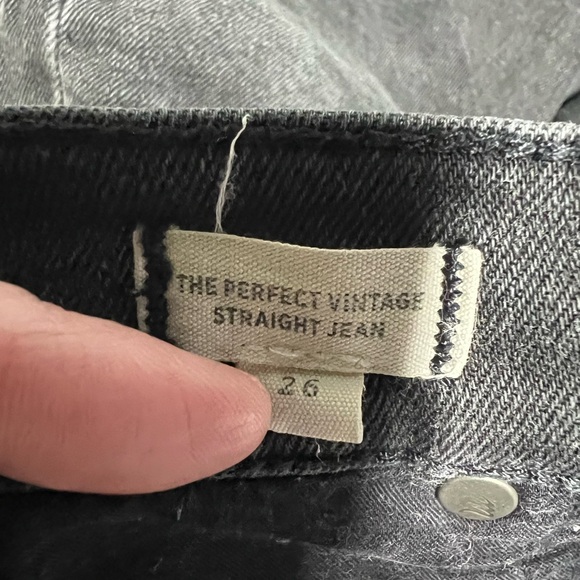 THE PERFECT VINTAGE
STRAIGHT JEAN
26